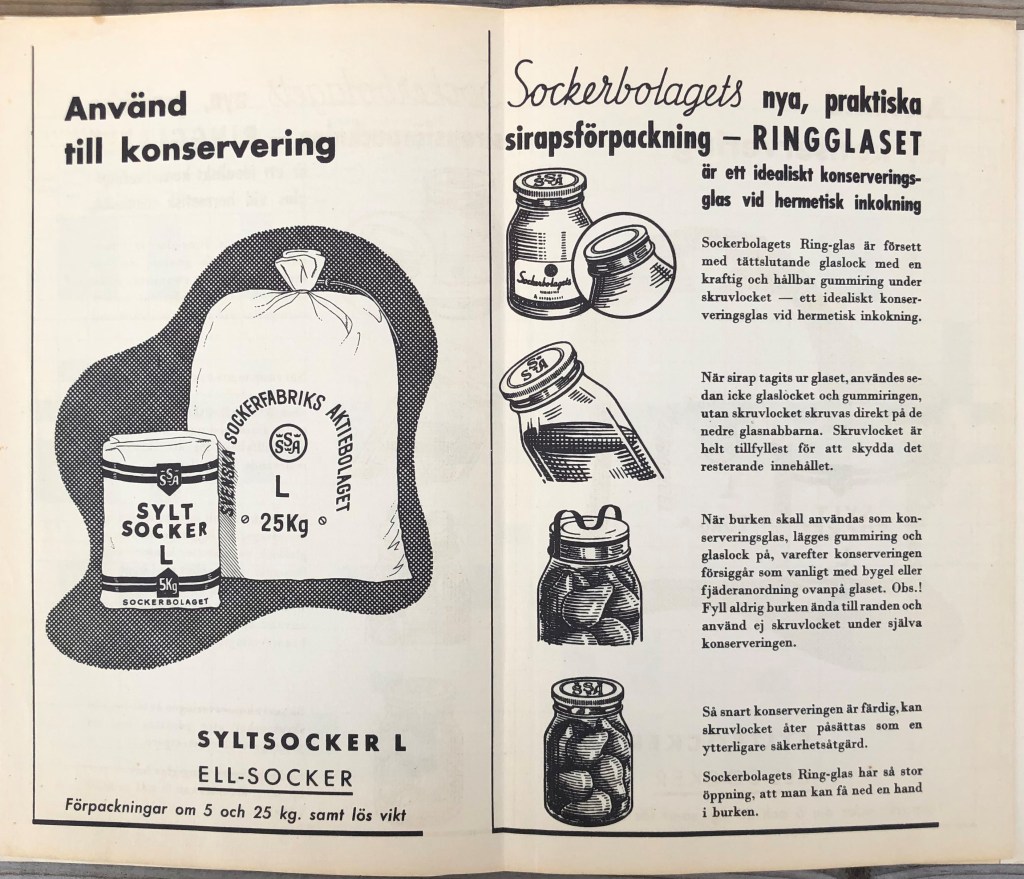 Använd
till konservering
SVENSKA SOCKERFABRIKS AKTIEBOLAGET
SSA
L
25Kg
SSA
SYLT
SOCKER
L
5Kg
SOCKERBOLAGET
SYLTSOCKER L
ELL-SOCKER
Förpackningar om 5 och 25 kg. samt lös vikt
Sockerbolagets nya, praktiska
sirapsförpackning — RINGGLASET
är ett idealiskt konserverings-
glas vid hermetisk inkokning
SSA
Sockerbolagets
Sockerbolagets Ring-glas är försett
med tättslutande glaslock med en
kraftig och hållbar gummiring under
skruvlocket — ett idealiskt konser-
veringsglas vid hermetisk inkokning.
SSA
När sirap tagits ur glaset, användes se-
dan icke glaslocket och gummiringen,
utan skruvlocket skruvas direkt på de
nedre glasnabbarna. Skruvlocket är
helt tillfyllest för att skydda det
resterande innehållet.
När burken skall användas som kon-
serveringsglas, lägges gummiring och
glaslock på, varefter konserveringen
försiggår som vanligt med bygel eller
fjäderanordning ovanpå glaset. Obs.!
Fyll aldrig burken ända till randen och
använd ej skruvlocket under själva
konserveringen.
SSA
Så snart konserveringen är färdig, kan
skruvlocket åter påsättas som en
ytterligare säkerhetsåtgärd.
Sockerbolagets Ring-glas har så stor
öppning, att man kan få ned en hand
i burken.